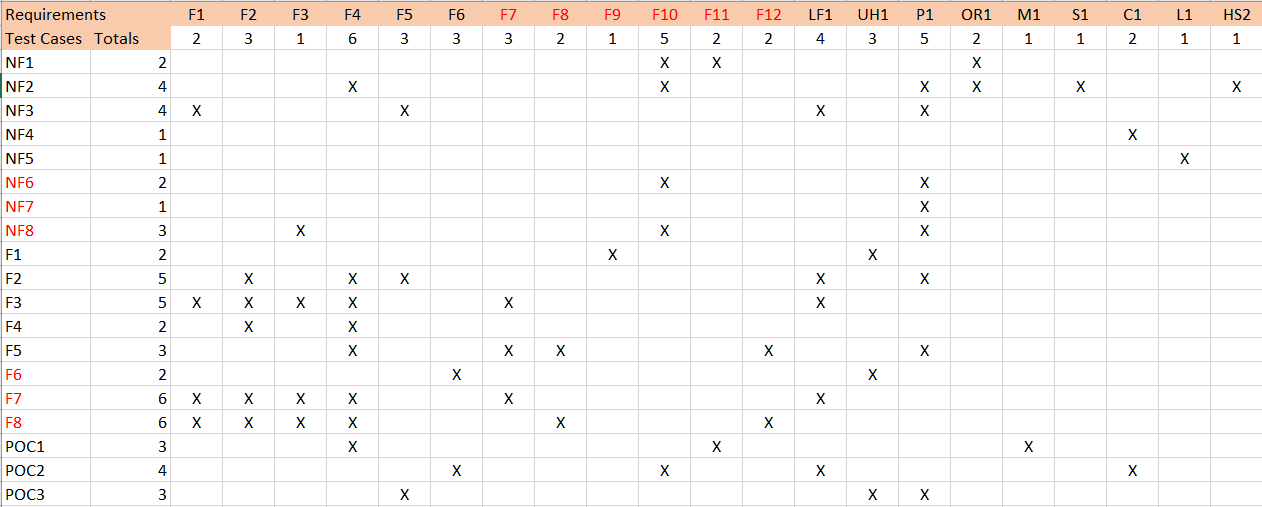 Requirements F1 F2 F3 F4 F5 F6 F7 F8 F9 F10 F11 F12 LF1 UH1 P1 OR1 M1 S1 C1 L1 HS2
Test Cases Totals 2 3 1 6 3 3 3 2 1 5 2 2 4 3 5 2 1 1 2 1 1
NF1 2 X X X
NF2 4 X X X X X X
NF3 4 X X X X
NF4 1 X
NF5 1 X
NF6 2 X X
NF7 1 X
NF8 3 X X X
F1 2 X X
F2 5 X X X X X
F3 5 X X X X X X
F4 2 X X
F5 3 X X X X X
F6 2 X X
F7 6 X X X X X X
F8 6 X X X X X X
POC1 3 X X X
POC2 4 X X X X
POC3 3 X X X